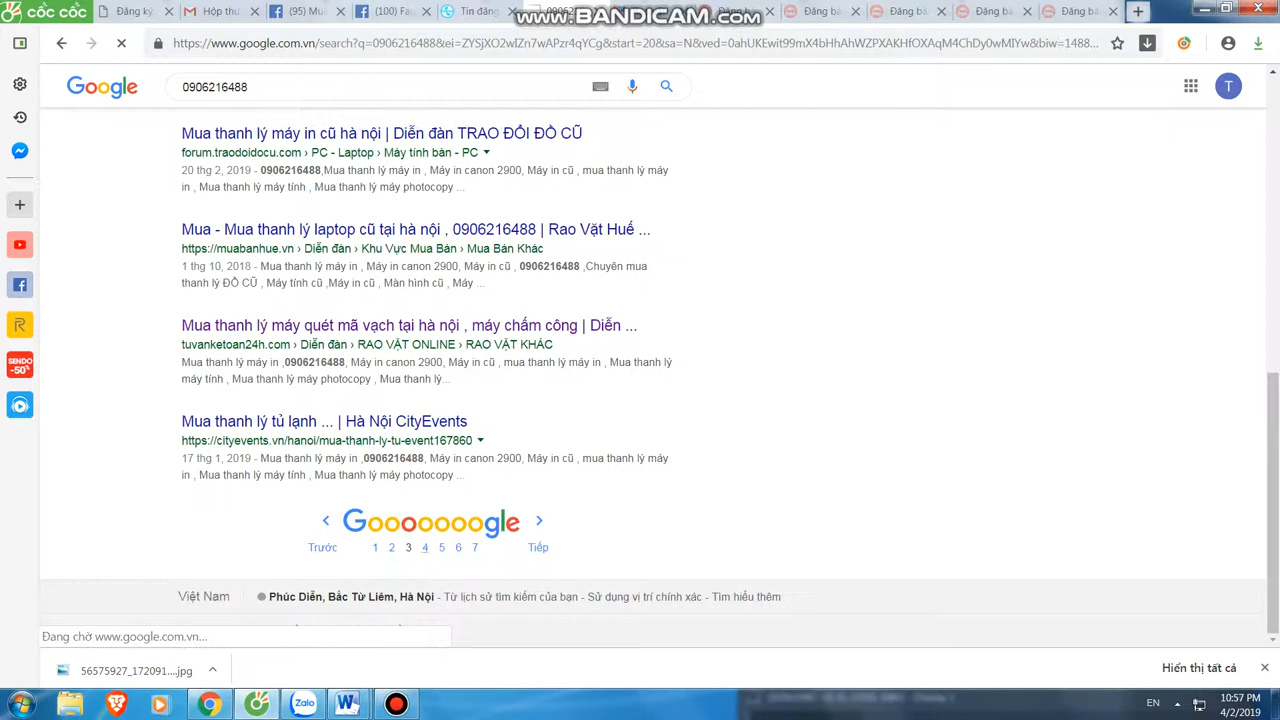 CỐC CỐC
Đăng ký
Hộp thư
(95) Mu
(100) Fac
Tin đăng
Đăng bá
Đăng bá
Đăng bá
Đăng bá
www.BANDICAM.com
https://www.google.com.vn/search?q=0906216488&ei=ZYSjXO2wIZn7wAPzr4qYCg&start=20&sa=N&ved=0ahUKEwit99mX4bHhAhWZPXAKHfOXAqM4ChDy0wMIYw&biw=1488...
Google
0906216488
T
Mua thanh lý máy in cũ hà nội | Diễn đàn TRAO ĐỔI ĐỒ CŨ
forum.traodoidocu.com › PC - Laptop › Máy tính bàn - PC
20 thg 2, 2019 - 0906216488,Mua thanh lý máy in , Máy in canon 2900, Máy in cũ , mua thanh lý máy
in , Mua thanh lý máy tính , Mua thanh lý máy photocopy ...
Mua - Mua thanh lý laptop cũ tại hà nội , 0906216488 | Rao Vặt Huế ...
https://muabanhue.vn › Diễn đàn › Khu Vực Mua Bán › Mua Bán Khác
1 thg 10, 2018 - Mua thanh lý máy in , Máy in canon 2900, Máy in cũ , 0906216488 ,Chuyên mua
thanh lý ĐỒ CŨ , Máy tính cũ ,Máy in cũ , Màn hình cũ , Máy ...
Mua thanh lý máy quét mã vạch tại hà nội , máy chấm công | Diễn ...
tuvanketoan24h.com › Diễn đàn › RAO VẶT ONLINE › RAO VẶT KHÁC
Mua thanh lý máy in ,0906216488, Máy in canon 2900, Máy in cũ , mua thanh lý máy in , Mua thanh lý
máy tính , Mua thanh lý máy photocopy , Mua thanh lý...
Mua thanh lý tủ lạnh ... | Hà Nội CityEvents
https://cityevents.vn/hanoi/mua-thanh-ly-tu-event167860
17 thg 1, 2019 - Mua thanh lý máy in ,0906216488, Máy in canon 2900, Máy in cũ , mua thanh lý máy
in , Mua thanh lý máy tính , Mua thanh lý máy photocopy ...
Goooooooogle
Trước 1 2 3 4 5 6 7 Tiếp
Việt Nam
Phúc Diễn, Bắc Từ Liêm, Hà Nội - Từ lịch sử tìm kiếm của bạn - Sử dụng vị trí chính xác - Tìm hiểu thêm
Đang chờ www.google.com.vn...
SENDO
-50%
56575927_172091....jpg
Hiển thị tất cả
Zalo
EN
10:57 PM
4/2/2019